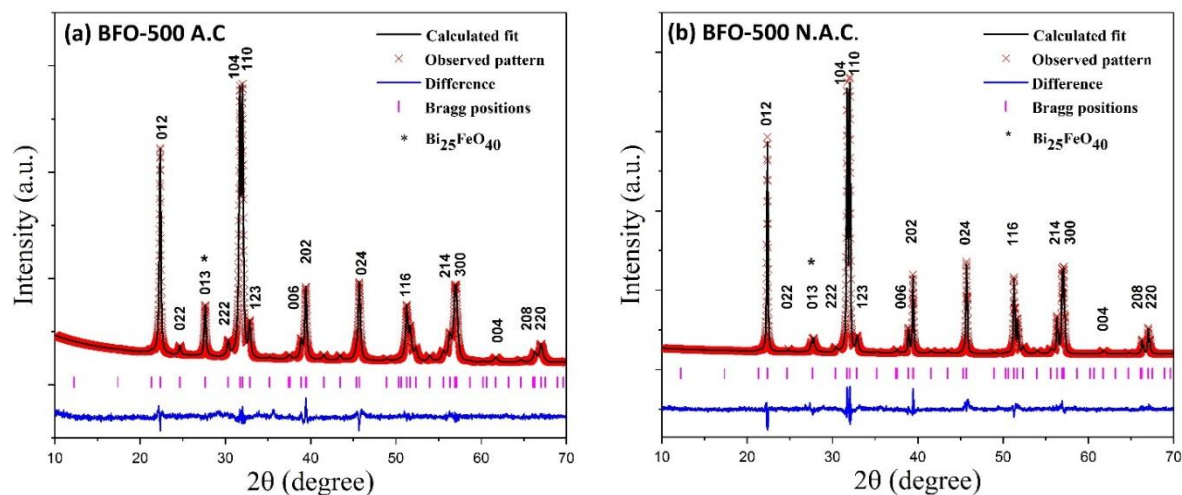 (a) BFO-500 A.C
Calculated fit
Observed pattern
Difference
Bragg positions
* Bi25FeO40
012
022
013
*
222
104
110
123
006
202
024
116
214
300
004
208
220
Intensity (a.u.)
10 20 30 40 50 60 70
2θ (degree)
(b) BFO-500 N.A.C.
Calculated fit
Observed pattern
Difference
Bragg positions
* Bi25FeO40
012
022
013
*
222
104
110
123
006
202
024
116
214
300
004
208
220
Intensity (a.u.)
10 20 30 40 50 60 70
2θ (degree)